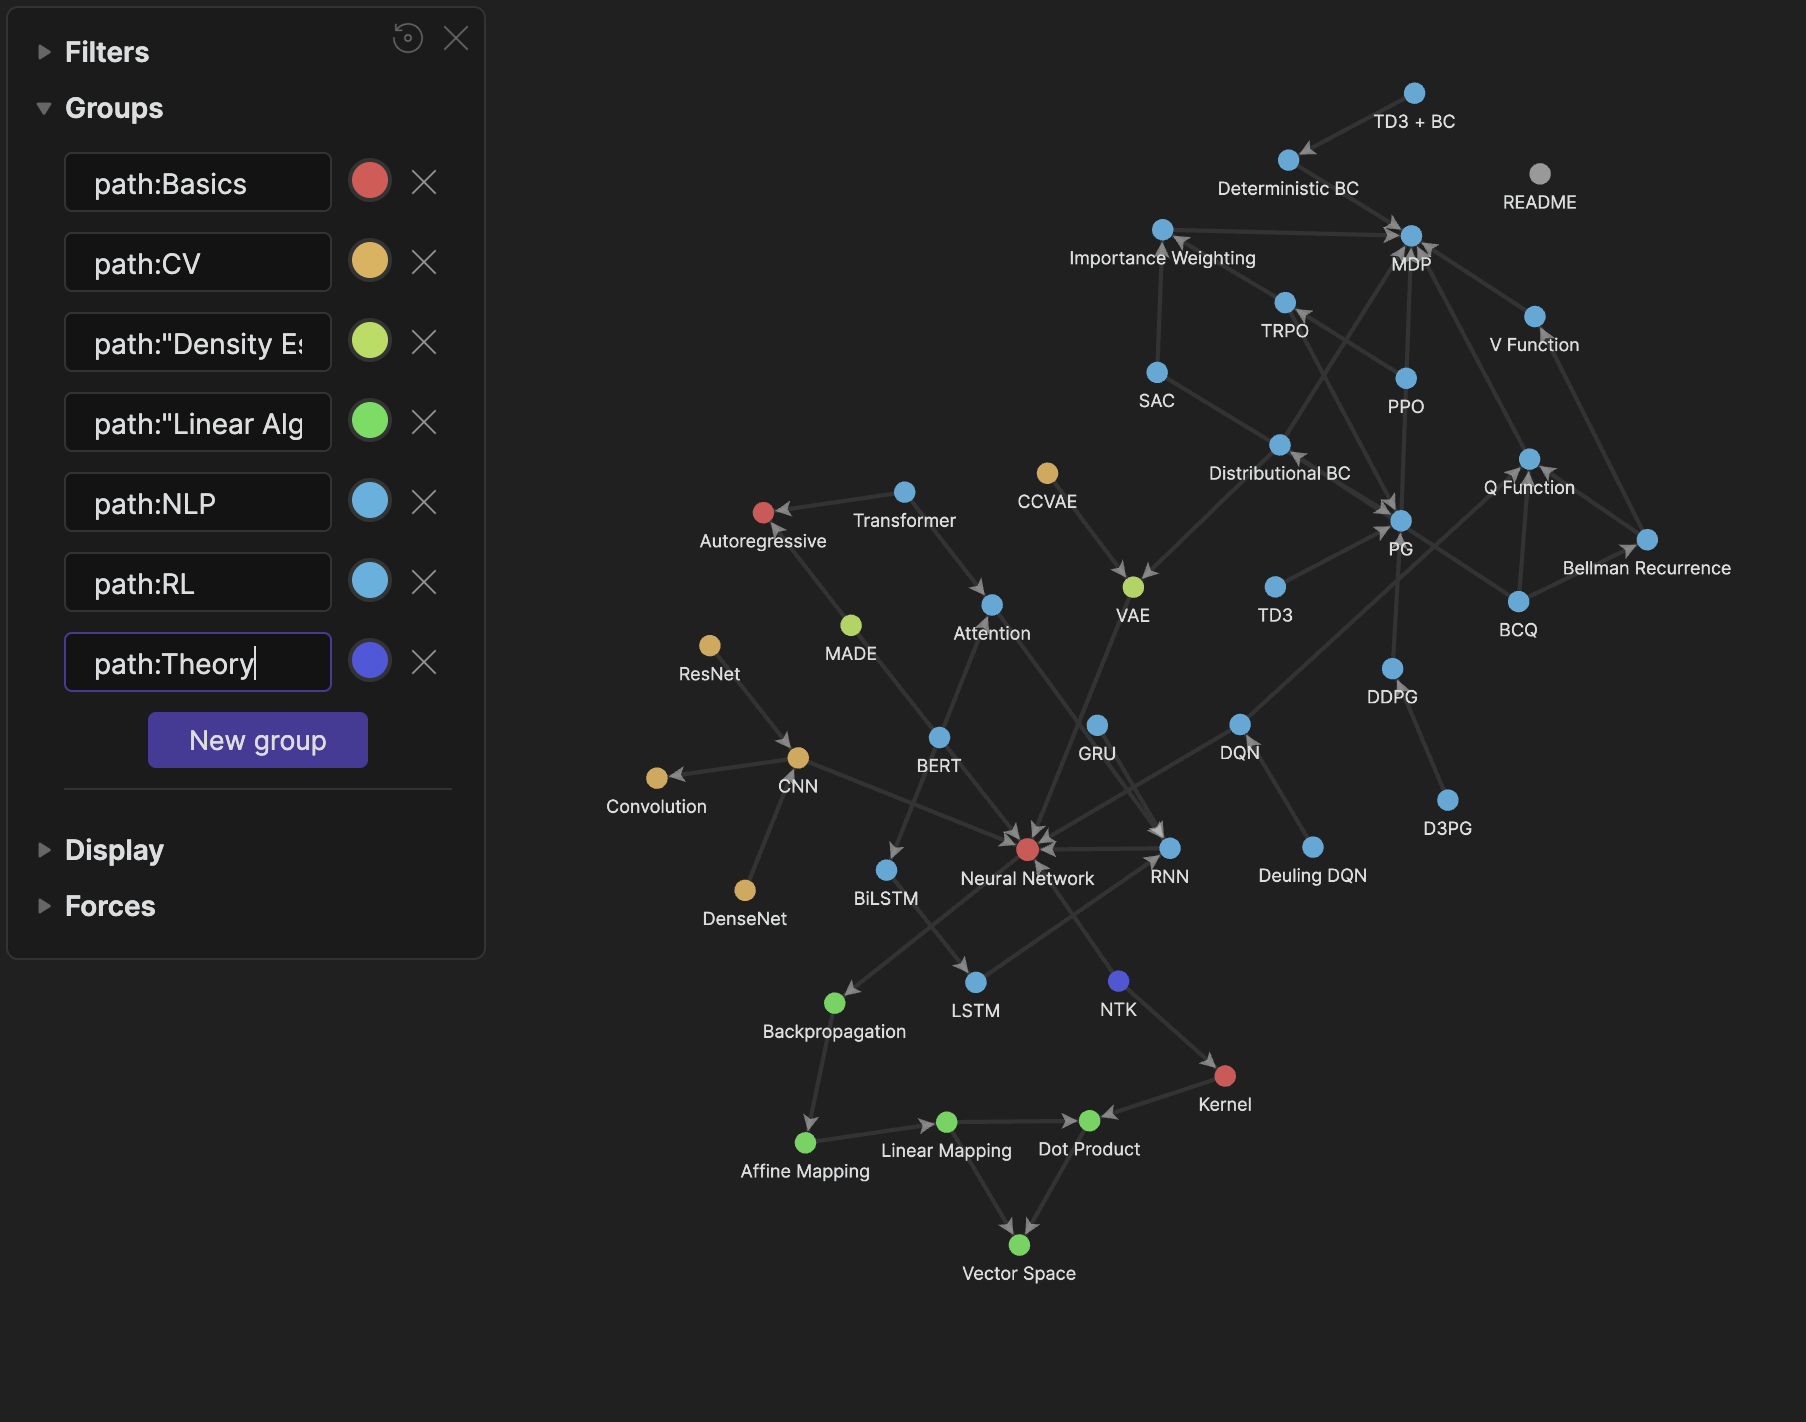 Filters
Groups
path:Basics
path:CV
path:"Density Es
path:"Linear Alg
path:NLP
path:RL
path:Theory
New group
Display
Forces
TD3 + BC
Deterministic BC
README
Importance Weighting
MDP
TRPO
V Function
SAC
PPO
Distributional BC
CCVAE
Q Function
Transformer
Autoregressive
PG
Bellman Recurrence
VAE
TD3
Attention
BCQ
MADE
ResNet
DDPG
GRU
DQN
BERT
CNN
Convolution
D3PG
Neural Network
RNN
Deuling DQN
BiLSTM
DenseNet
LSTM
NTK
Backpropagation
Kernel
Linear Mapping
Dot Product
Affine Mapping
Vector Space